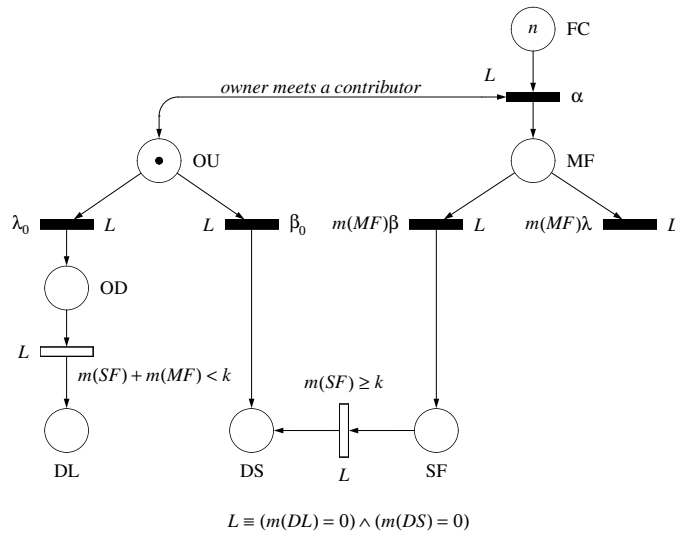 n FC
L
owner meets a contributor
α
OU MF
λ0 L L β0 m(MF)β L m(MF)λ L
OD
L
m(SF) + m(MF) < k
m(SF) ≥ k
DL DS L SF
L ≡ (m(DL) = 0) ∧ (m(DS) = 0)